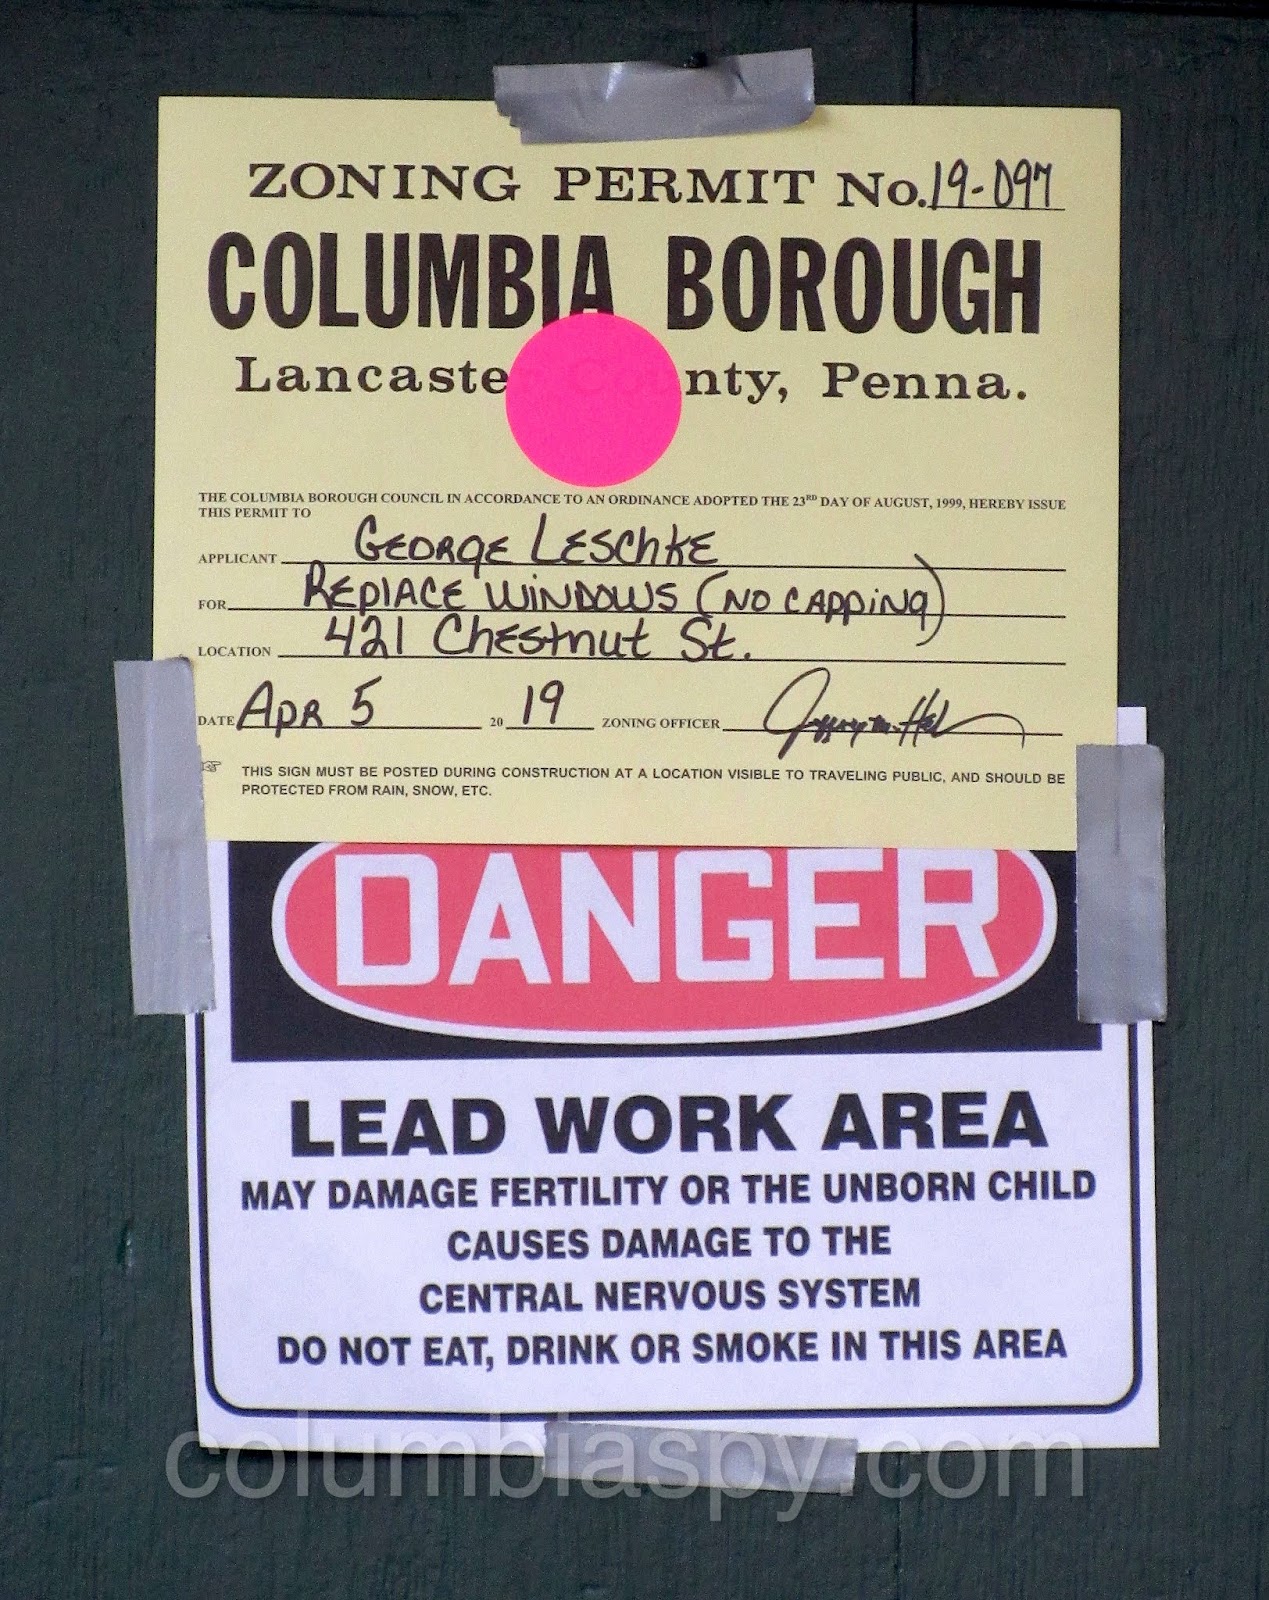 ZONING PERMIT No. 19-097
COLUMBIA BOROUGH
Lancaster County, Penna.
THE COLUMBIA BOROUGH COUNCIL IN ACCORDANCE TO AN ORDINANCE ADOPTED THE 23RD DAY OF AUGUST, 1999, HEREBY ISSUE
THIS PERMIT TO
APPLICANT GEORGE LESCHKE
FOR REPLACE WINDOWS (NO CAPPING)
LOCATION 421 Chestnut St.
DATE APR 5 20 19 ZONING OFFICER
☞ THIS SIGN MUST BE POSTED DURING CONSTRUCTION AT A LOCATION VISIBLE TO TRAVELING PUBLIC, AND SHOULD BE
PROTECTED FROM RAIN, SNOW, ETC.
DANGER
LEAD WORK AREA
MAY DAMAGE FERTILITY OR THE UNBORN CHILD
CAUSES DAMAGE TO THE
CENTRAL NERVOUS SYSTEM
DO NOT EAT, DRINK OR SMOKE IN THIS AREA
columbiaspy.com